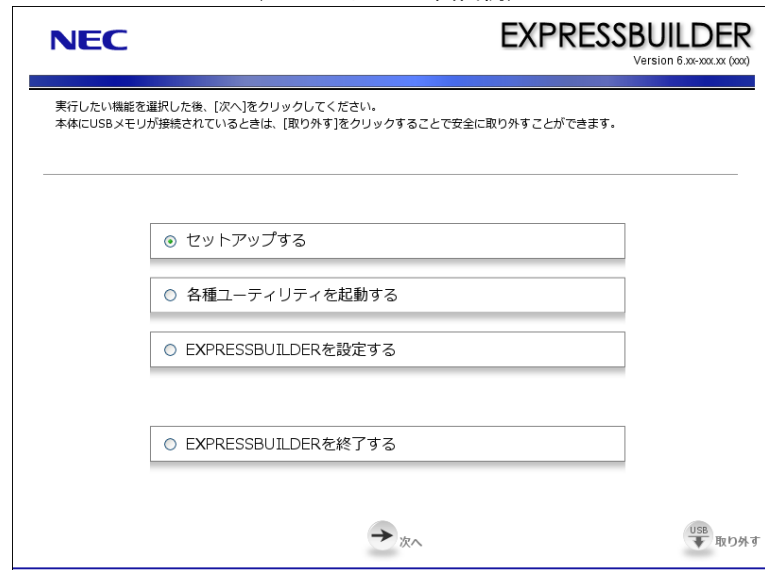 NEC
EXPRESSBUILDER
Version 6.xx-xxx.xx (xxx)
実行したい機能を選択した後、[次へ]をクリックしてください。
本体にUSBメモリが接続されているときは、[取り外す]をクリックすることで安全に取り外すことができます。
セットアップする
各種ユーティリティを起動する
EXPRESSBUILDERを設定する
EXPRESSBUILDERを終了する
次へ
USB
取り外す